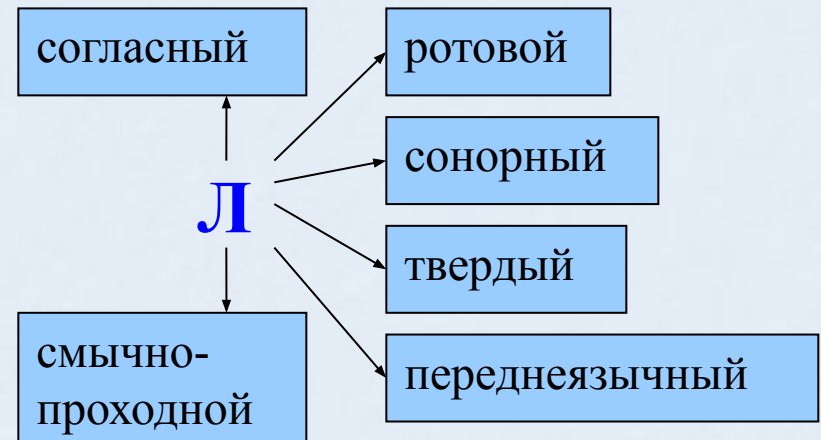 согласный
ротовой
сонорный
Л
твердый
смычно-
проходной
переднеязычный